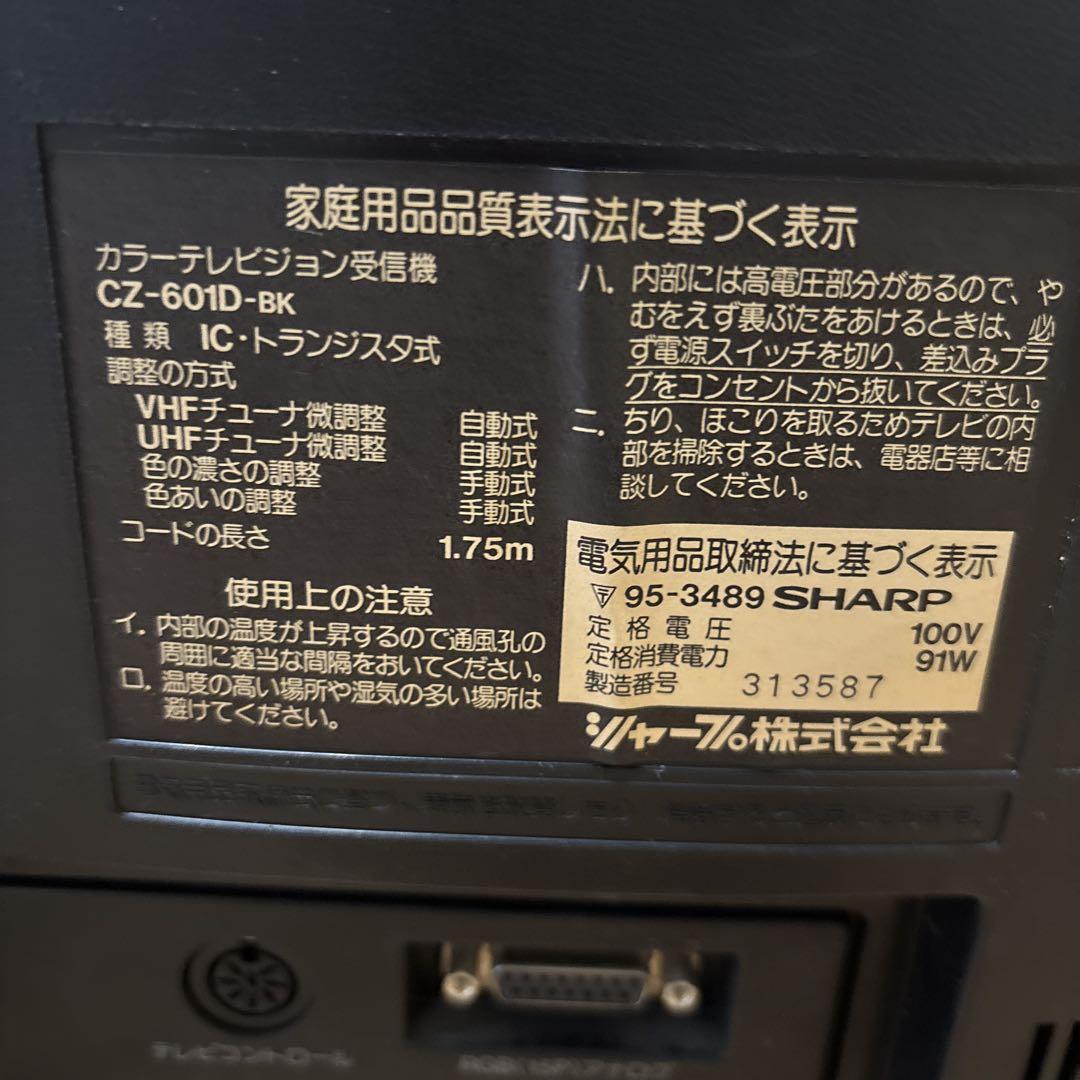 家庭用品品質表示法に基づく表示
カラーテレビジョン受信機
CZ-601D-BK
種類 IC・トランジスタ式
調整の方式
VHFチューナ微調整 自動式
UHFチューナ微調整 自動式
色の濃さの調整 手動式
色あいの調整 手動式
コードの長さ 1.75m
使用上の注意
イ. 内部の温度が上昇するので通風孔の
周囲に適当な間隔をおいてください。
ロ. 温度の高い場所や湿気の多い場所は
避けてください。
ハ. 内部には高電圧部分があるので、や
むをえず裏ぶたをあけるときは、必
ず電源スイッチを切り、差込みプラ
グをコンセントから抜いてください。
ニ. ちり、ほこりを取るためテレビの内
部を掃除するときは、電器店等に相
談してください。
電気用品取締法に基づく表示
〒 95-3489 SHARP
定格電圧 100V
定格消費電力 91W
製造番号 313587
シャープ株式会社
テレビコントロール
RGB(15P)アナログ